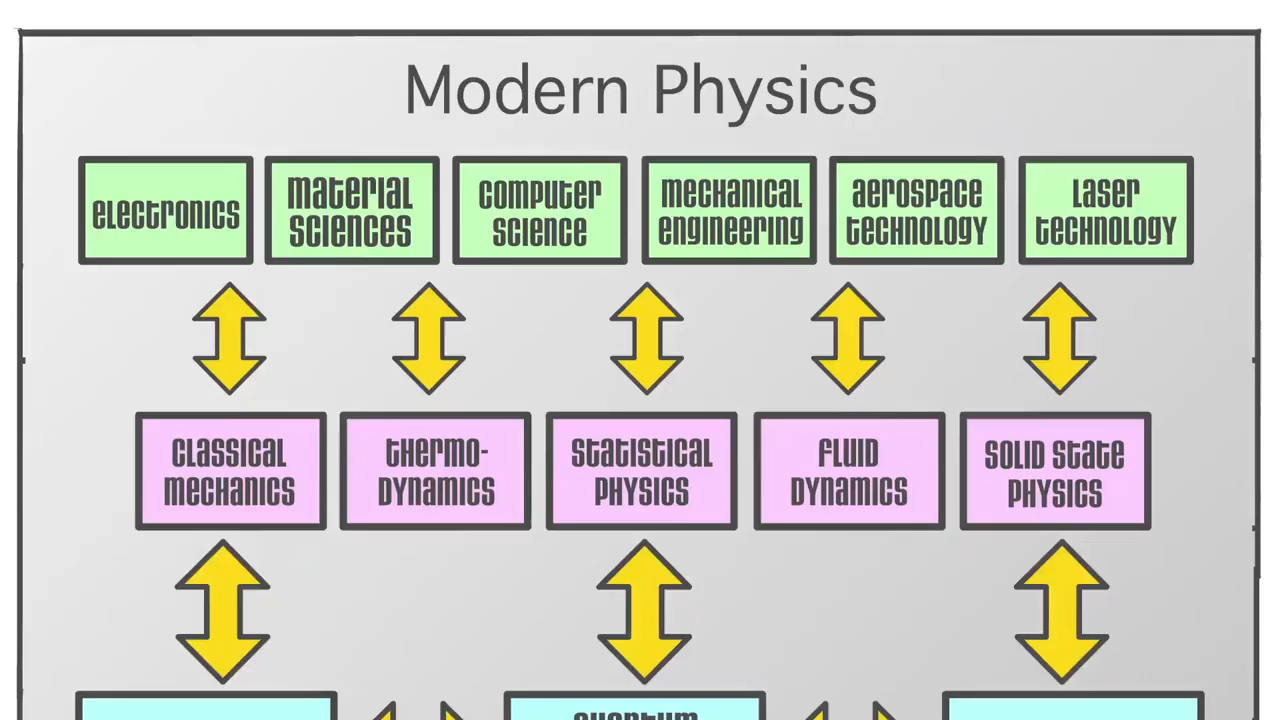 Modern Physics
electronics
material
sciences
computer
science
mechanical
engineering
aerospace
technology
laser
technology
classical
mechanics
thermo-
dynamics
statistical
physics
fluid
dynamics
solid state
physics
quantum